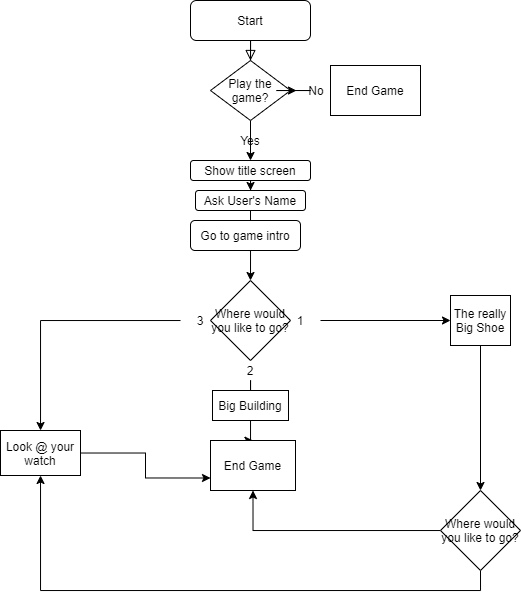 Start
Play the
game?
No
End Game
Yes
Show title screen
Ask User's Name
Go to game intro
Where would
you like to go?
3
1
The really
Big Shoe
2
Big Building
Look @ your
watch
End Game
Where would
you like to go?